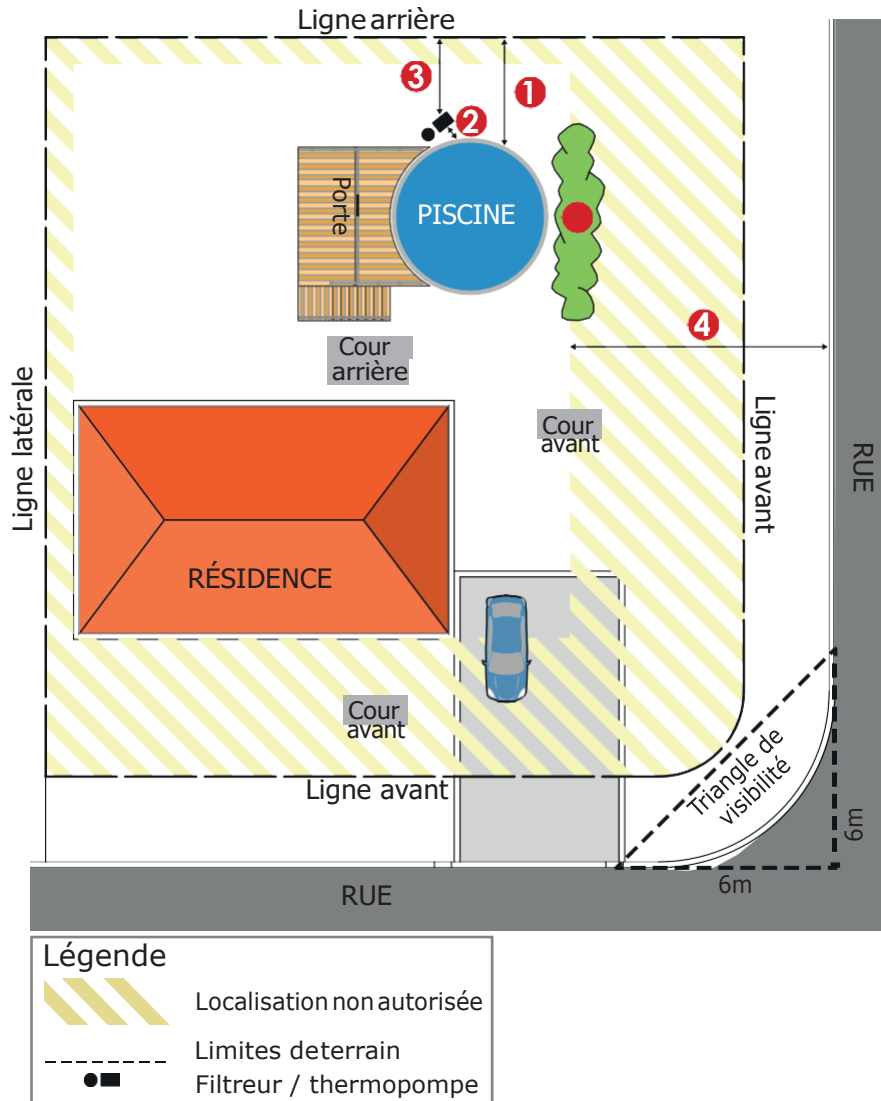 Ligne arrière
3
1
2
Porte
PISCINE
4
Cour
arrière
Ligne latérale
Cour
avant
Ligne avant
RUE
RÉSIDENCE
Cour
avant
Triangle de
visibilité
Ligne avant
6m
6m
RUE
Légende
Localisation non autorisée
Limites deterrain
Filtreur / thermopompe